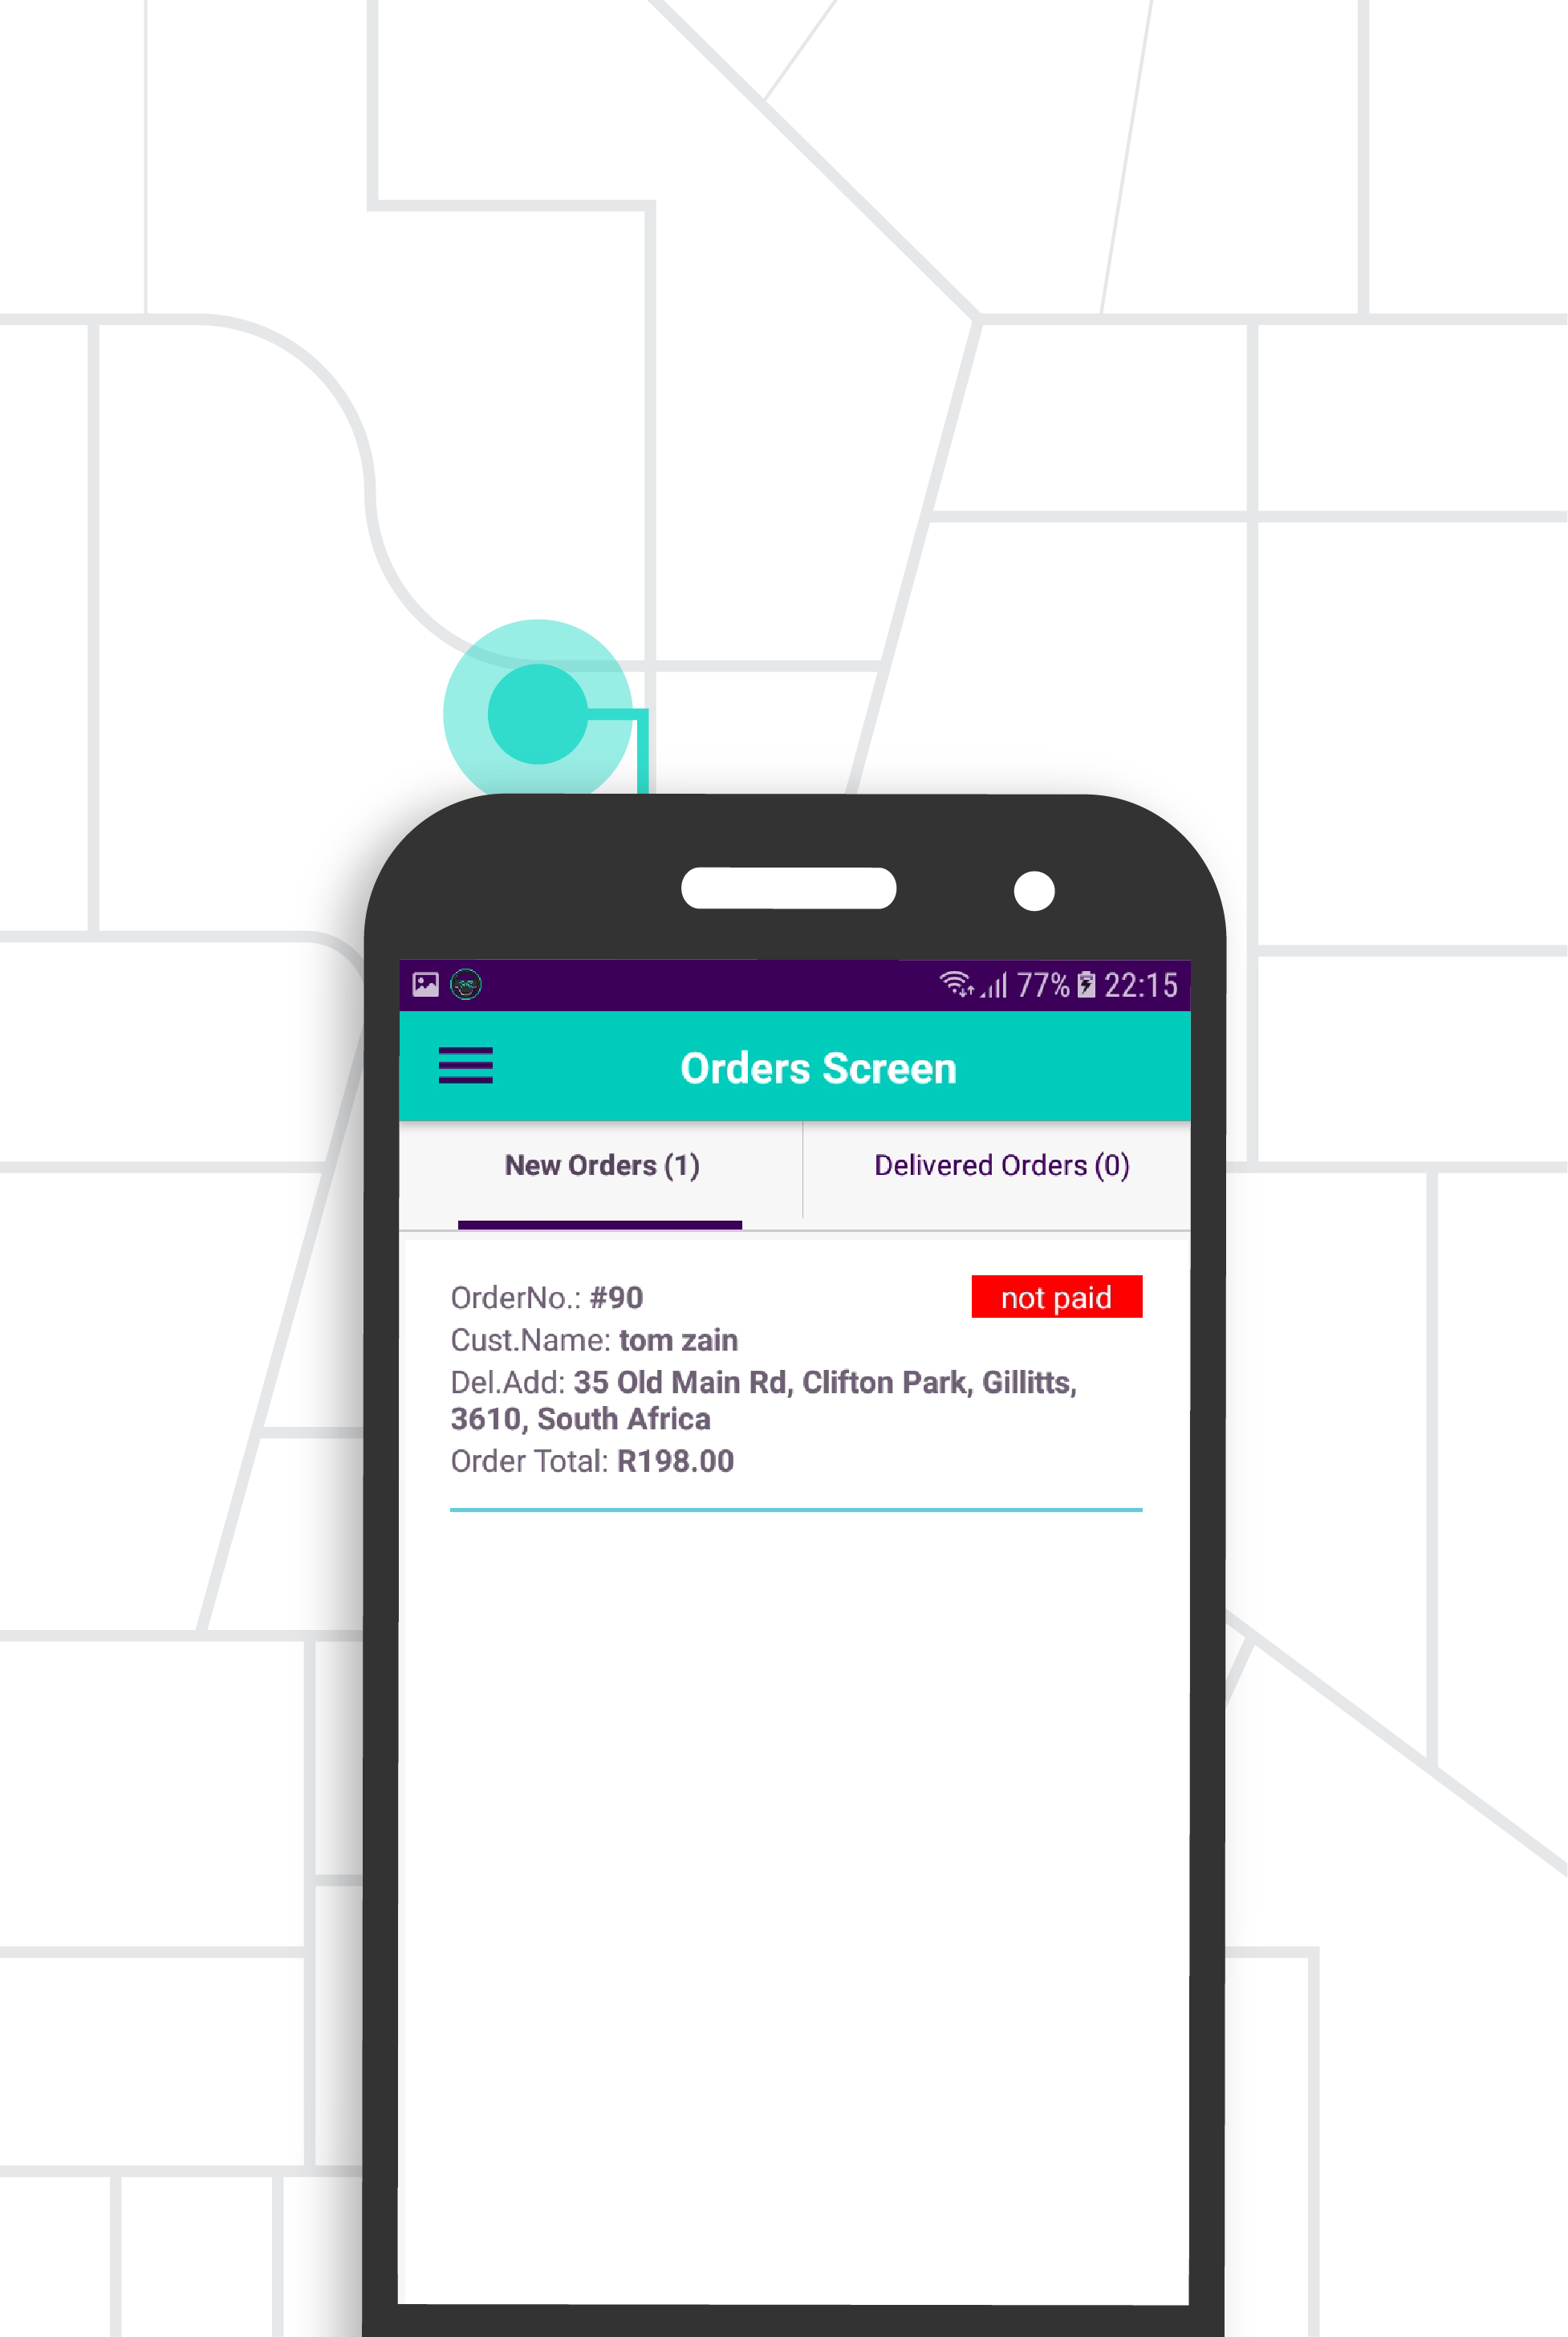 77% 22:15
Orders Screen
New Orders (1) Delivered Orders (0)
OrderNo.: #90 not paid
Cust.Name: tom zain
Del.Add: 35 Old Main Rd, Clifton Park, Gillitts,
3610, South Africa
Order Total: R198.00